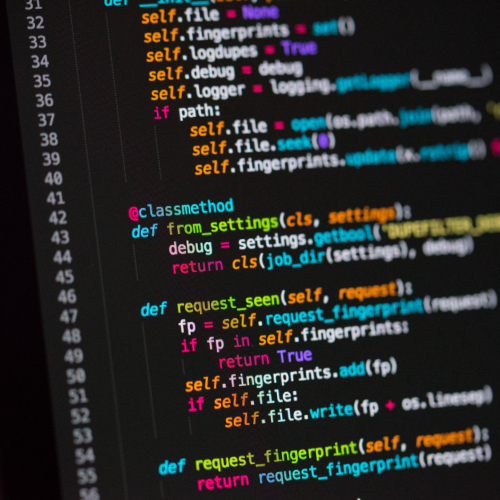 31 def __init__(self,
32 self.file = None
33 self.fingerprints = set()
34 self.logdupes = True
35 self.debug = debug
36 self.logger = logging.getLogger(__name__)
37 if path:
38 self.file = open(os.path.join(path,
39 self.file.seek(0)
40 self.fingerprints.update(x.rstrip()
41
42 @classmethod
43 def from_settings(cls, settings):
44 debug = settings.getbool(
45 return cls(job_dir(settings), debug)
46
47 def request_seen(self, request):
48 fp = self.request_fingerprint(request)
49 if fp in self.fingerprints:
50 return True
51 self.fingerprints.add(fp)
52 if self.file:
53 self.file.write(fp + os.linesep)
54
55 def request_fingerprint(self, request):
56 return request_fingerprint(request)